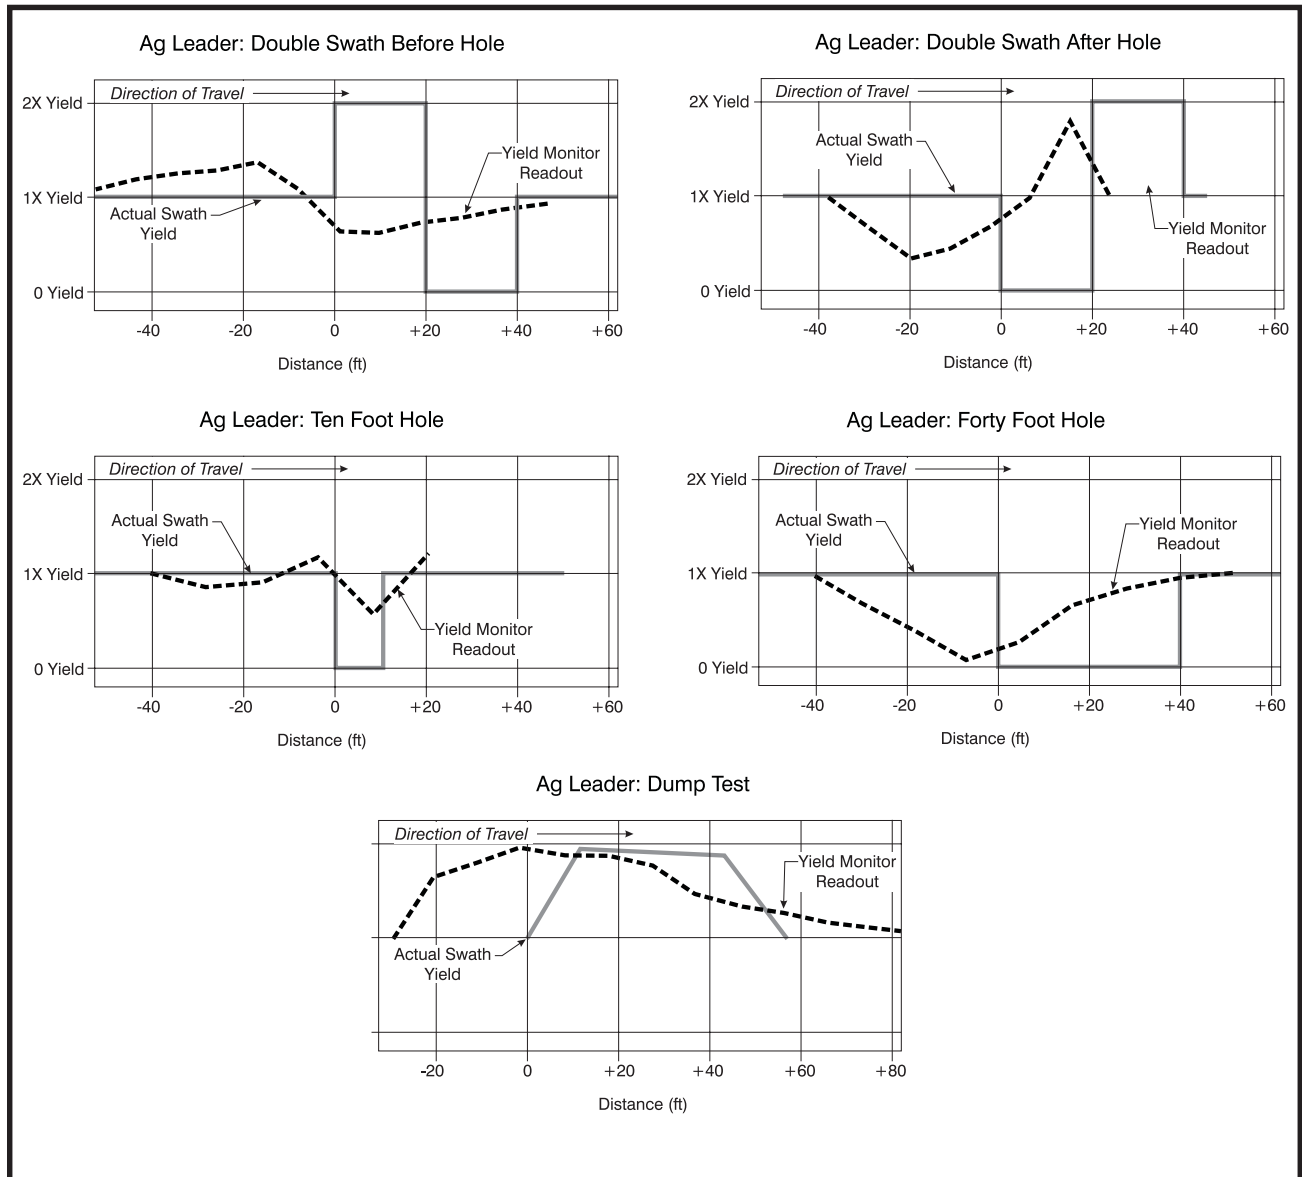 Ag Leader: Double Swath Before Hole
Direction of Travel
2X Yield
1X Yield
0 Yield
Yield Monitor
Readout
Actual Swath
Yield
-40 -20 0 +20 +40 +60
Distance (ft)
Ag Leader: Double Swath After Hole
Direction of Travel
2X Yield
1X Yield
0 Yield
Actual Swath
Yield
Yield Monitor
Readout
-40 -20 0 +20 +40 +60
Distance (ft)
Ag Leader: Ten Foot Hole
Direction of Travel
2X Yield
1X Yield
0 Yield
Actual Swath
Yield
Yield Monitor
Readout
-40 -20 0 +20 +40 +60
Distance (ft)
Ag Leader: Forty Foot Hole
Direction of Travel
2X Yield
1X Yield
0 Yield
Actual Swath
Yield
Yield Monitor
Readout
-40 -20 0 +20 +40 +60
Distance (ft)
Ag Leader: Dump Test
Direction of Travel
Yield Monitor
Readout
Actual Swath
Yield
-20 0 +20 +40 +60 +80
Distance (ft)